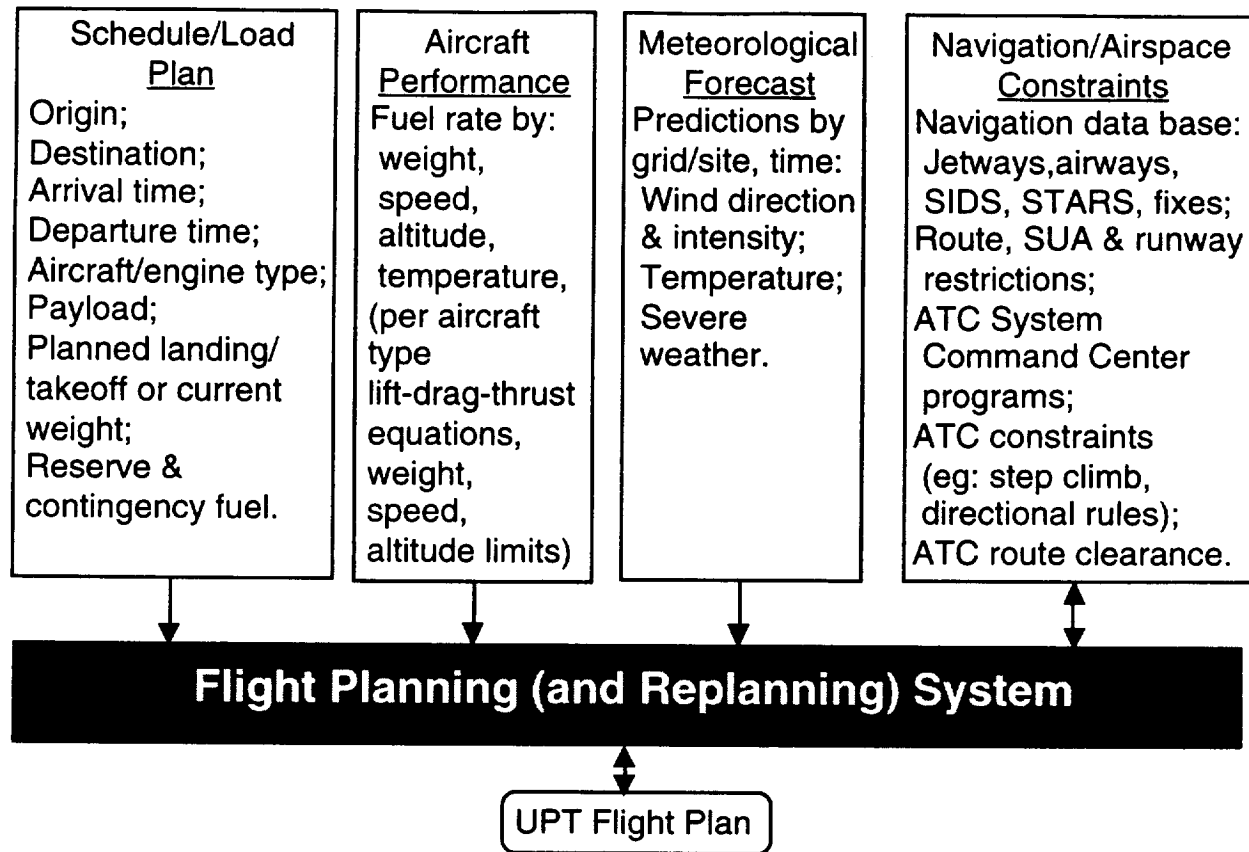 Schedule/Load
Plan
Origin;
Destination;
Arrival time;
Departure time;
Aircraft/engine type;
Payload;
Planned landing/
takeoff or current
weight;
Reserve &
contingency fuel.
Aircraft
Performance
Fuel rate by:
weight,
speed,
altitude,
temperature,
(per aircraft
type
lift-drag-thrust
equations,
weight,
speed,
altitude limits)
Meteorological
Forecast
Predictions by
grid/site, time:
Wind direction
& intensity;
Temperature;
Severe
weather.
Navigation/Airspace
Constraints
Navigation data base:
Jetways,airways,
SIDS, STARS, fixes;
Route, SUA & runway
restrictions;
ATC System
Command Center
programs;
ATC constraints
(eg: step climb,
directional rules);
ATC route clearance.
Flight Planning (and Replanning) System
UPT Flight Plan